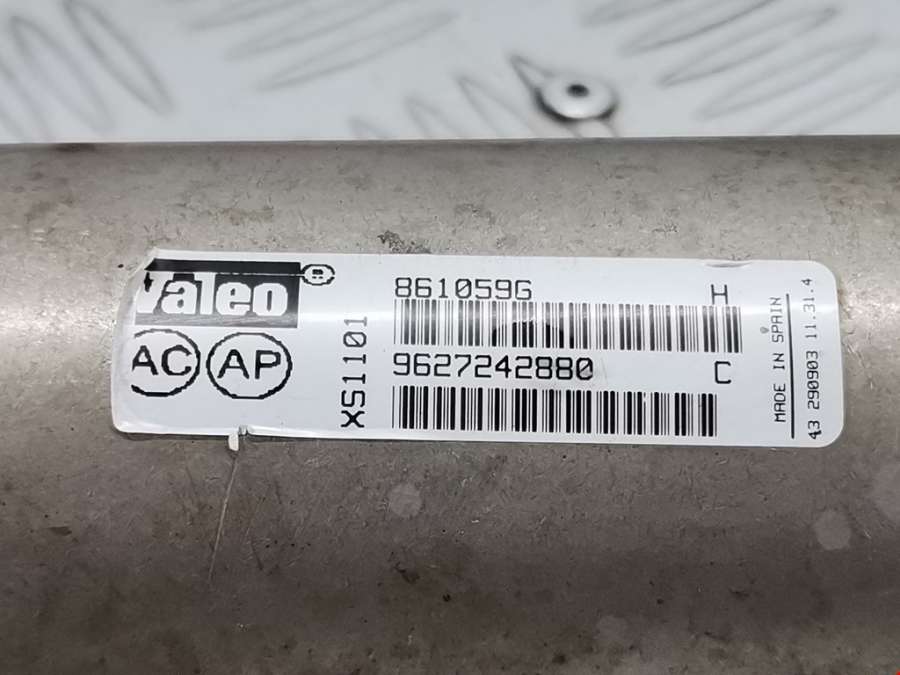 Valeo ®
AC AP
XS1101
861059G H
9627242880 C
MADE IN SPAIN
43 290903 11.31.4